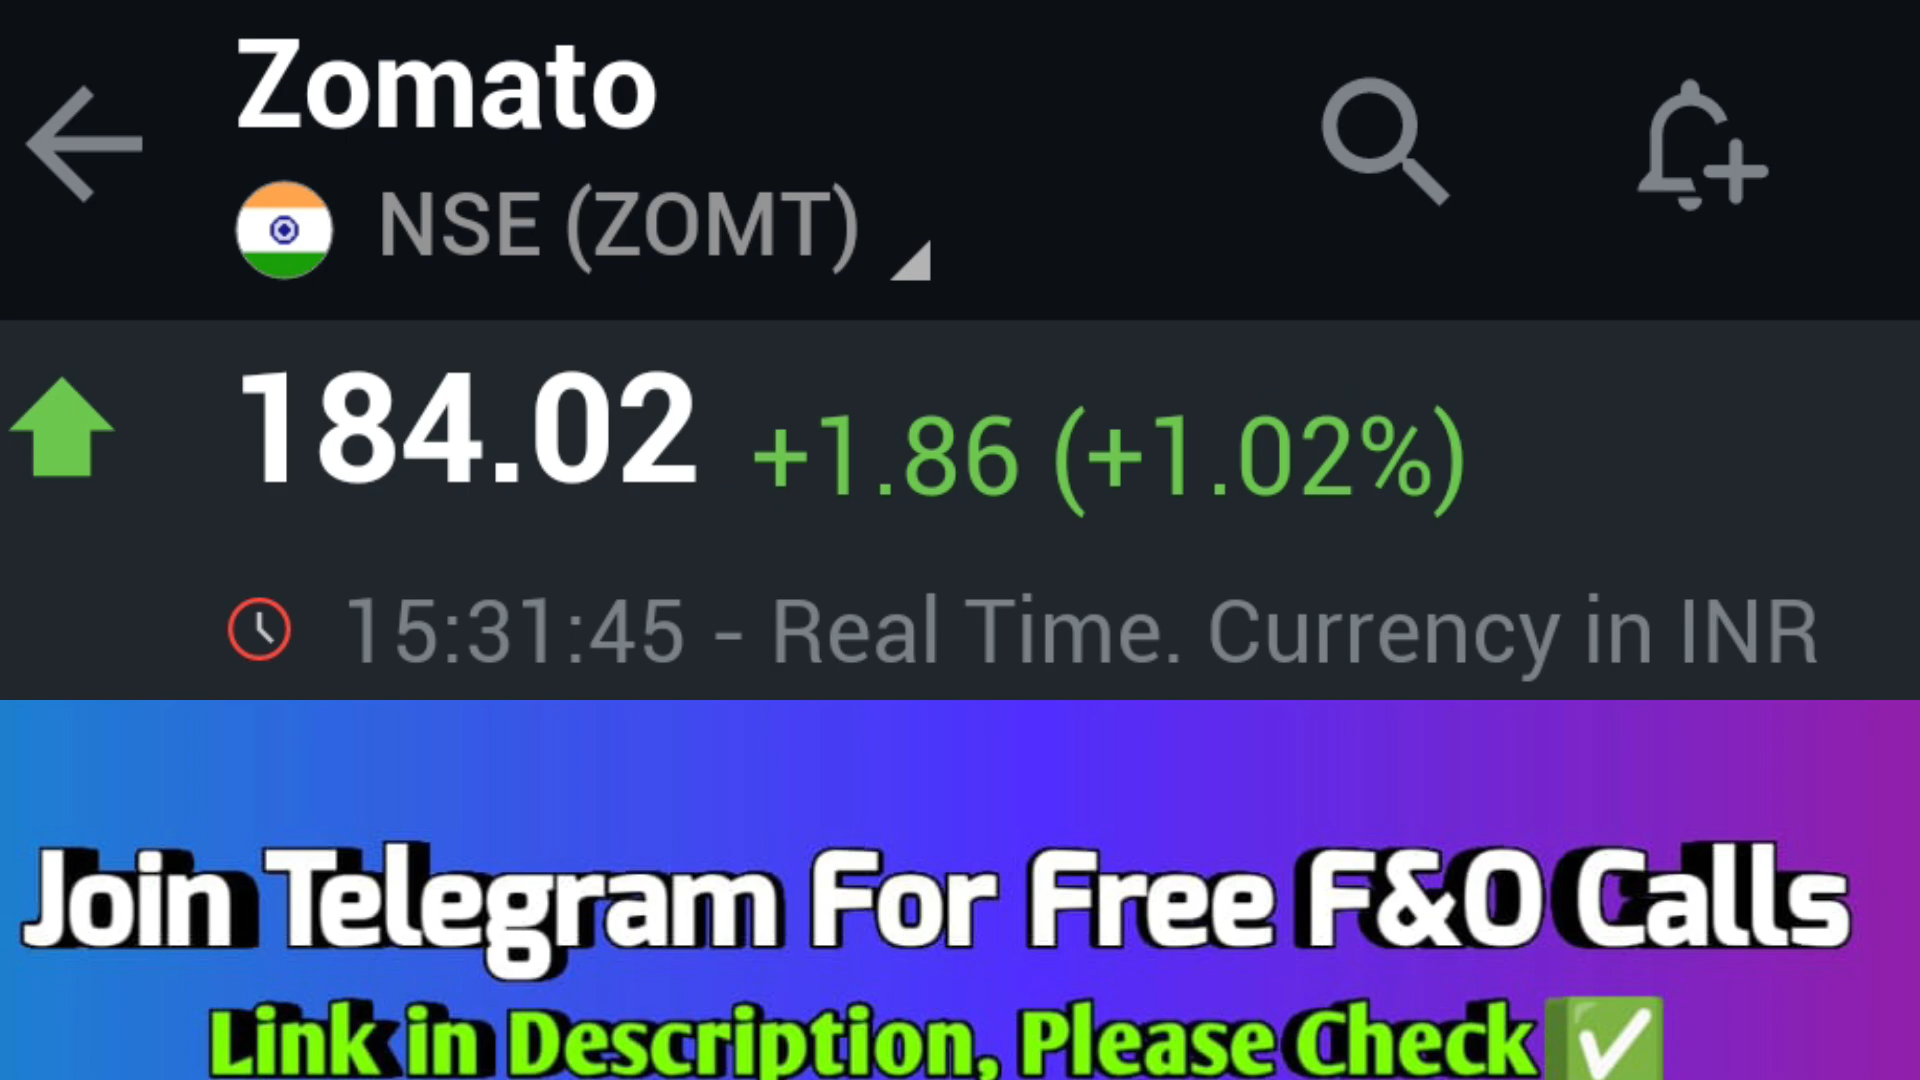 Zomato
NSE (ZOMT)
184.02 +1.86 (+1.02%)
15:31:45 - Real Time. Currency in INR
Join Telegram For Free F&O Calls
Link in Description, Please Check ✅